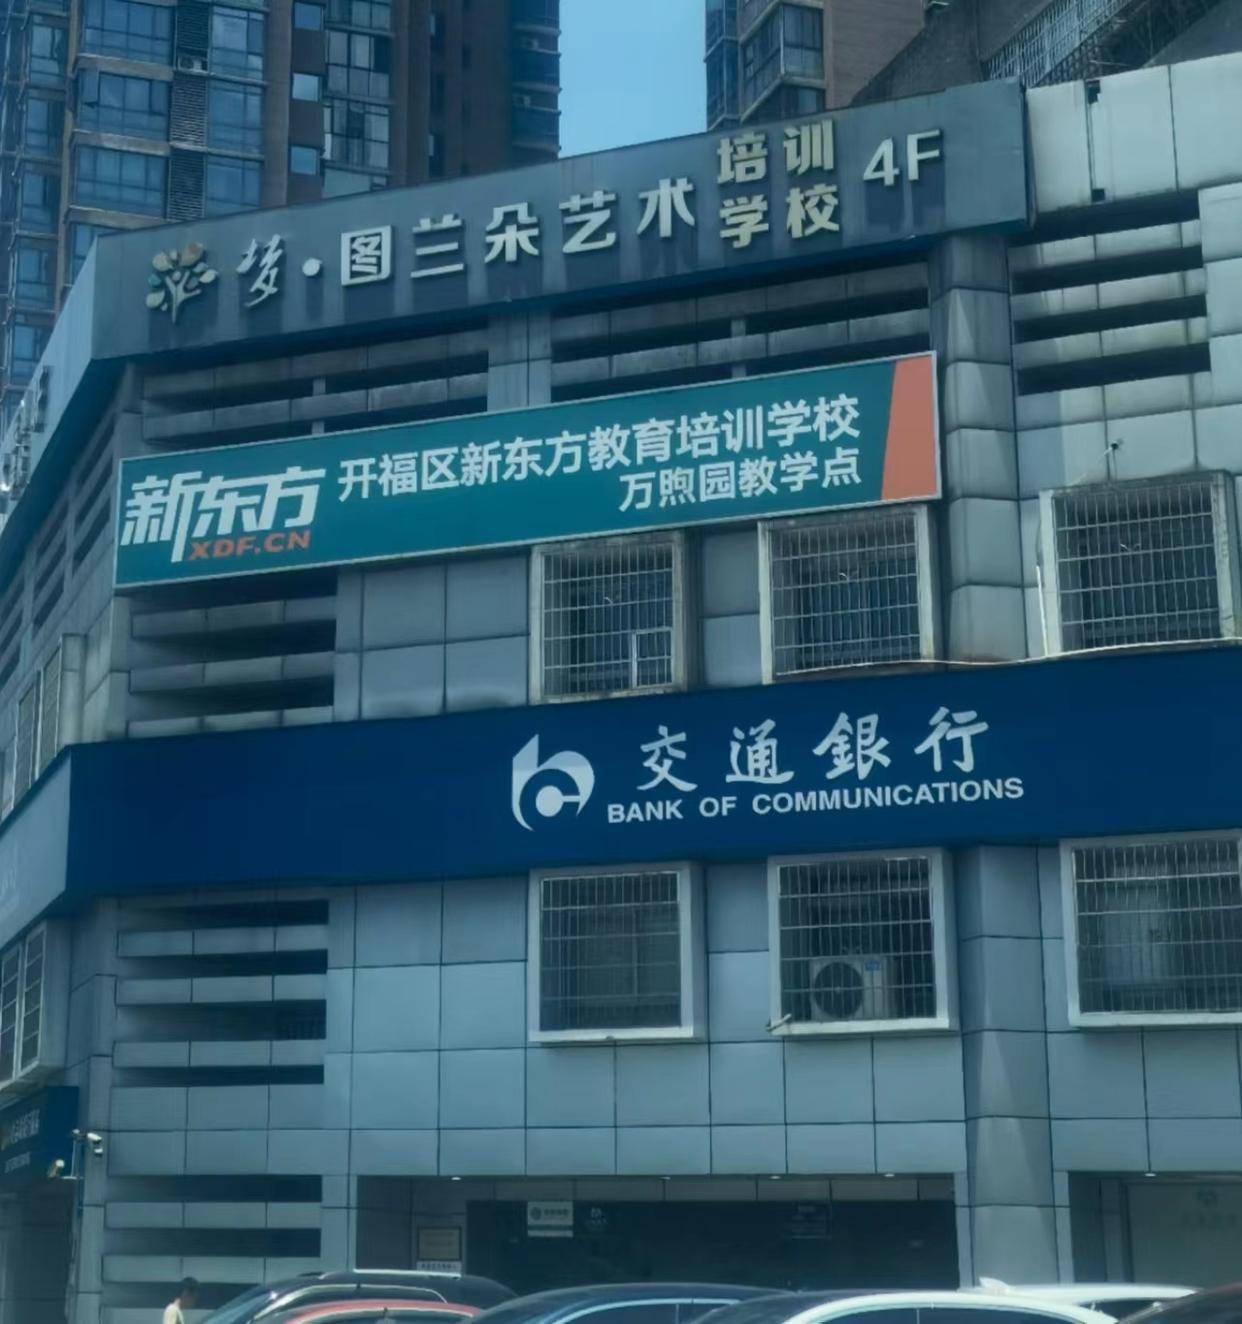 梦·图兰朵艺术培训学校 4F
新东方
XDF.CN
开福区新东方教育培训学校
万煦园教学点
交通銀行
BANK OF COMMUNICATIONS